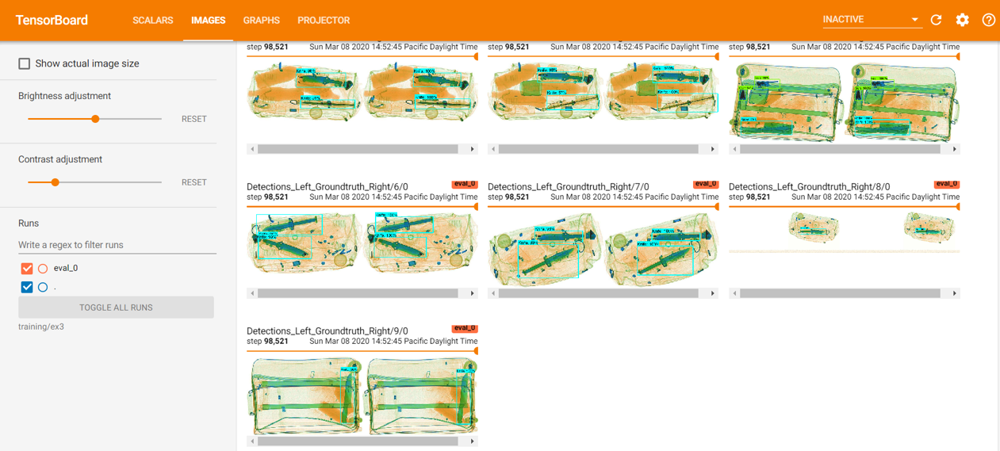 TensorBoard
SCALARS
IMAGES
GRAPHS
PROJECTOR
INACTIVE
Show actual image size
Brightness adjustment
RESET
Contrast adjustment
RESET
Runs
Write a regex to filter runs
eval_0
.
TOGGLE ALL RUNS
training/ex3
step 98,521 Sun Mar 08 2020 14:52:45 Pacific Daylight Time
step 98,521 Sun Mar 08 2020 14:52:45 Pacific Daylight Time
step 98,521 Sun Mar 08 2020 14:52:45 Pacific Daylight Time
Detections_Left_Groundtruth_Right/6/0 eval_0
step 98,521 Sun Mar 08 2020 14:52:45 Pacific Daylight Time
Detections_Left_Groundtruth_Right/7/0 eval_0
step 98,521 Sun Mar 08 2020 14:52:45 Pacific Daylight Time
Detections_Left_Groundtruth_Right/8/0 eval_0
step 98,521 Sun Mar 08 2020 14:52:45 Pacific Daylight Time
Detections_Left_Groundtruth_Right/9/0 eval_0
step 98,521 Sun Mar 08 2020 14:52:45 Pacific Daylight Time